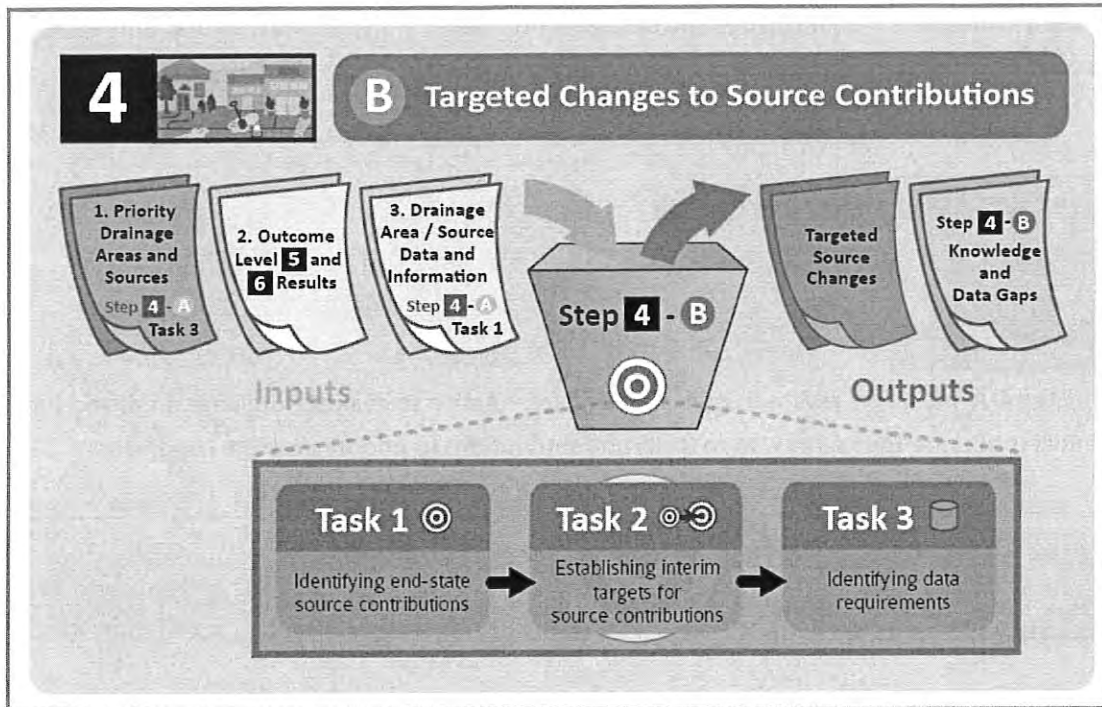 4
B Targeted Changes to Source Contributions
1. Priority
Drainage
Areas and
Sources
Step 4 - A
Task 3
2. Outcome
Level 5 and
6 Results
3. Drainage
Area / Source
Data and
Information
Step 4 - A
Task 1
Step 4 - B
Targeted
Source
Changes
Step 4 - B
Knowledge
and
Data Gaps
Inputs
Outputs
Task 1
Identifying end-state
source contributions
Task 2
Establishing interim
targets for
source contributions
Task 3
Identifying data
requirements